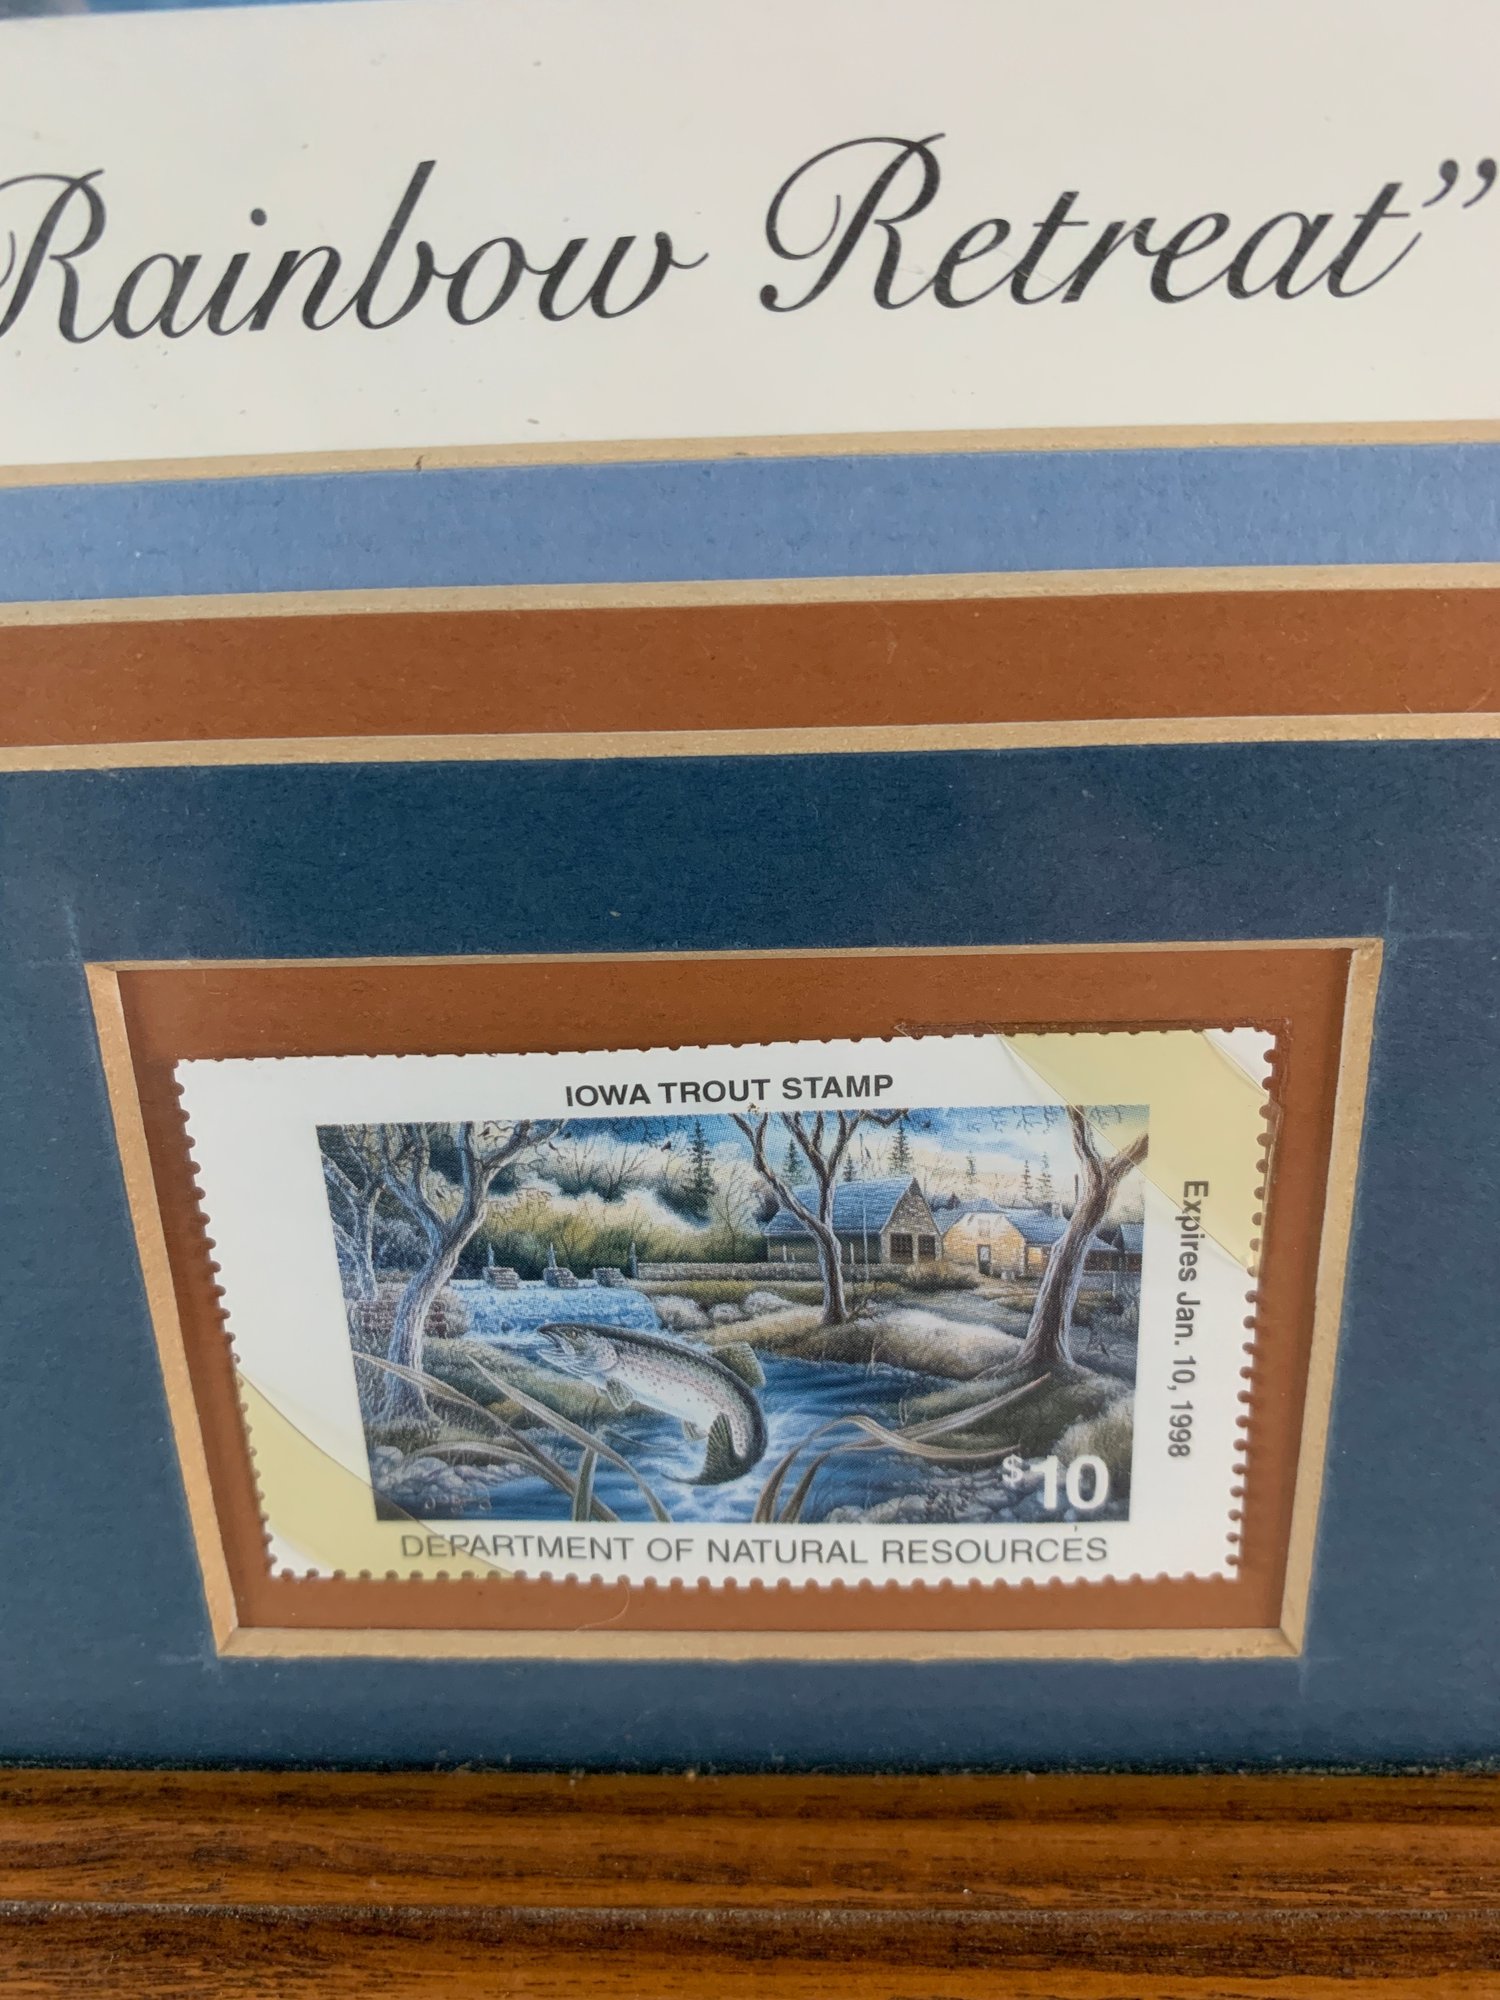 Rainbow Retreat”
IOWA TROUT STAMP
Expires Jan. 10, 1998
$10
DEPARTMENT OF NATURAL RESOURCES